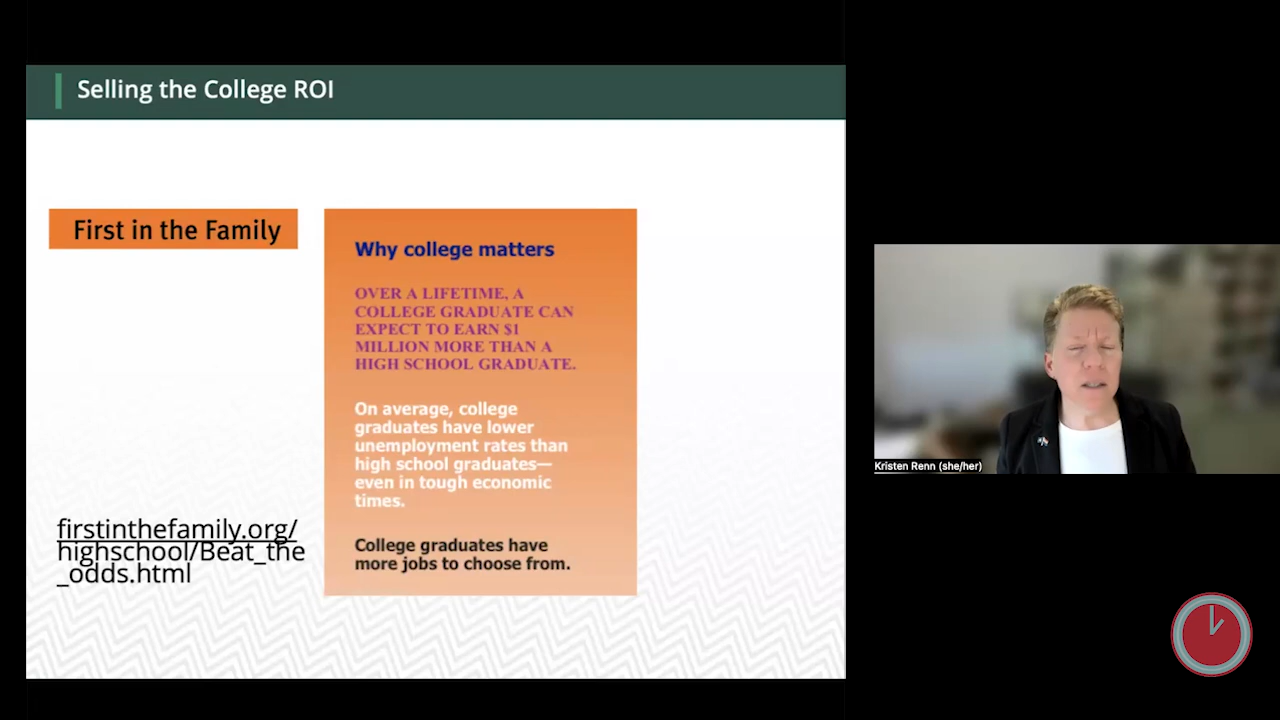 Selling the College ROI
First in the Family
Why college matters
OVER A LIFETIME, A
COLLEGE GRADUATE CAN
EXPECT TO EARN $1
MILLION MORE THAN A
HIGH SCHOOL GRADUATE.
On average, college
graduates have lower
unemployment rates than
high school graduates—
even in tough economic
times.
College graduates have
more jobs to choose from.
firstinthefamily.org/
highschool/Beat_the
_odds.html
Kristen Renn (she/her)